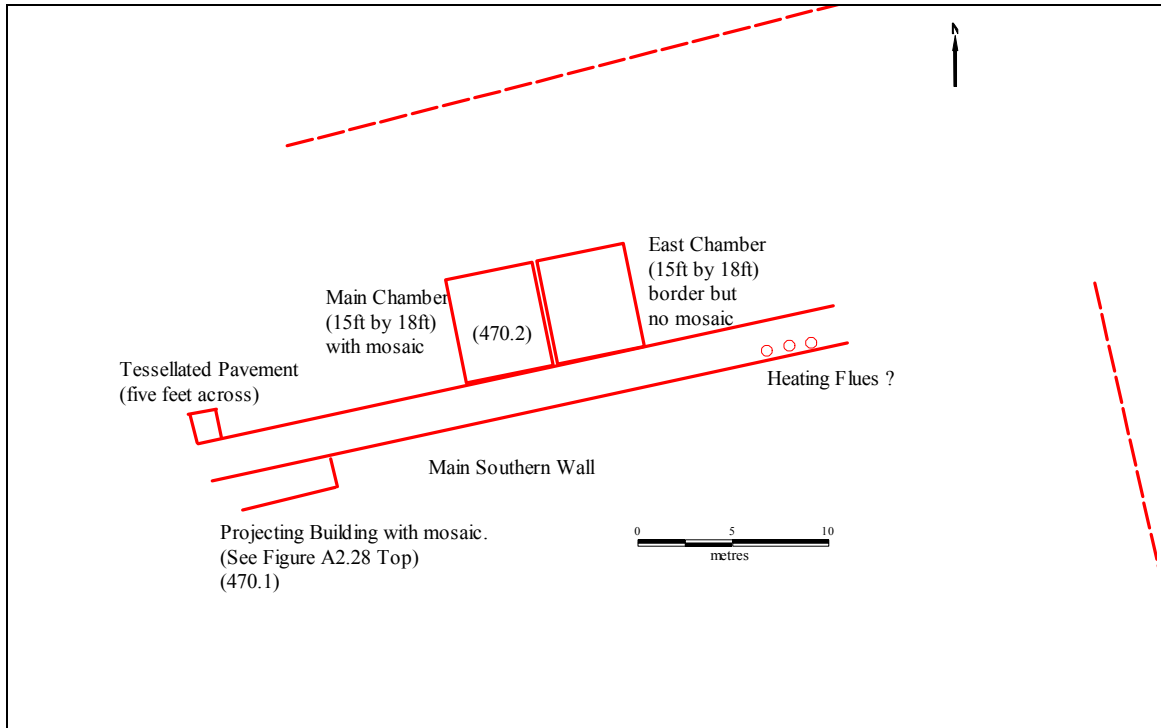 N
East Chamber
(15ft by 18ft)
border but
no mosaic
Main Chamber
(15ft by 18ft)
with mosaic
(470.2)
Tessellated Pavement
(five feet across)
Heating Flues ?
Main Southern Wall
Projecting Building with mosaic.
(See Figure A2.28 Top)
(470.1)
0 5 10
metres